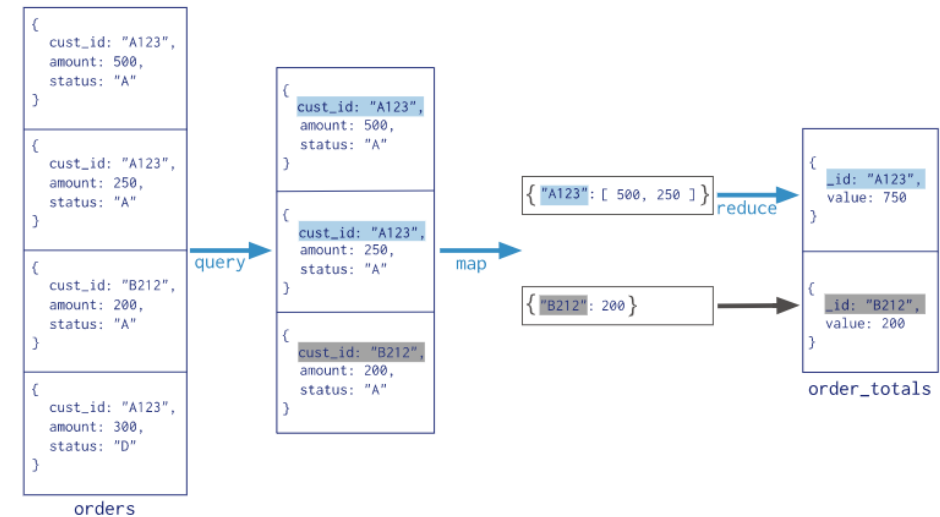 {
cust_id: "A123",
amount: 500,
status: "A"
}
{
cust_id: "A123",
amount: 250,
status: "A"
}
{
cust_id: "B212",
amount: 200,
status: "A"
}
{
cust_id: "A123",
amount: 300,
status: "D"
}
orders
query
{
cust_id: "A123",
amount: 500,
status: "A"
}
{
cust_id: "A123",
amount: 250,
status: "A"
}
{
cust_id: "B212",
amount: 200,
status: "A"
}
map
{ "A123": [ 500, 250 ] }
reduce
{ "B212": 200 }
{
_id: "A123",
value: 750
}
{
_id: "B212",
value: 200
}
order_totals